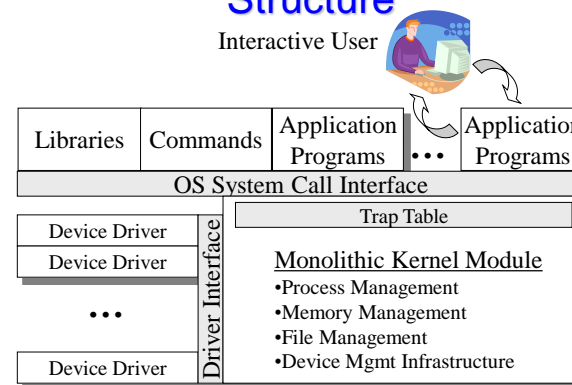 Structure
Interactive User
Libraries
Commands
Application
Programs
...
Application
Programs
OS System Call Interface
Trap Table
Device Driver
Device Driver
...
Device Driver
Driver Interface
Monolithic Kernel Module
•Process Management
•Memory Management
•File Management
•Device Mgmt Infrastructure